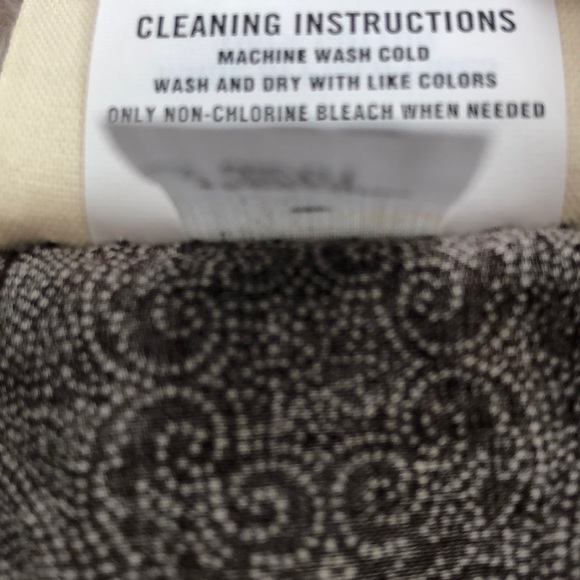 CLEANING INSTRUCTIONS
MACHINE WASH COLD
WASH AND DRY WITH LIKE COLORS
ONLY NON-CHLORINE BLEACH WHEN NEEDED